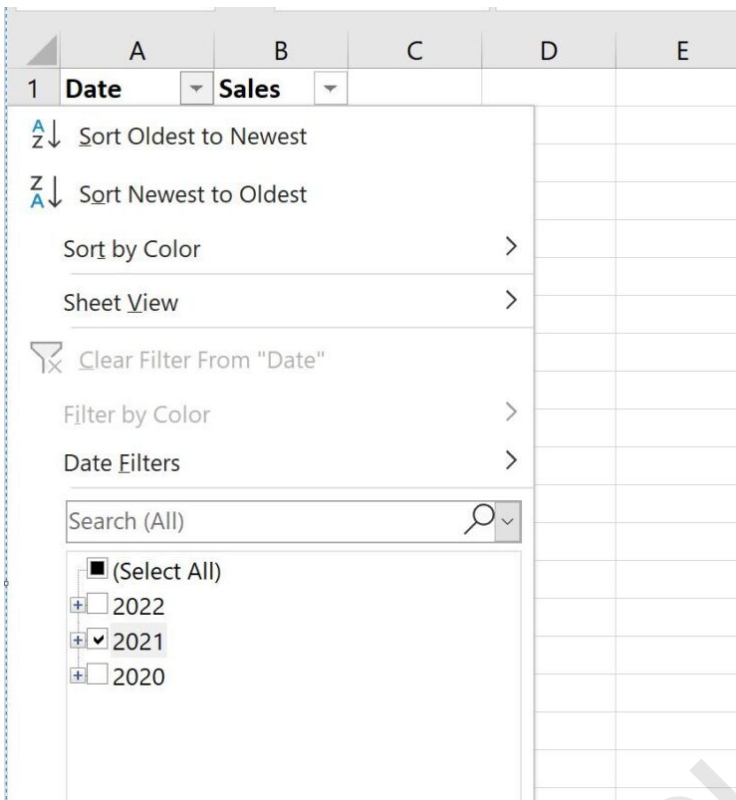 A B C D E
1 Date Sales
Sort Oldest to Newest
Sort Newest to Oldest
Sort by Color
Sheet View
Clear Filter From "Date"
Filter by Color
Date Filters
Search (All)
(Select All)
2022
2021
2020